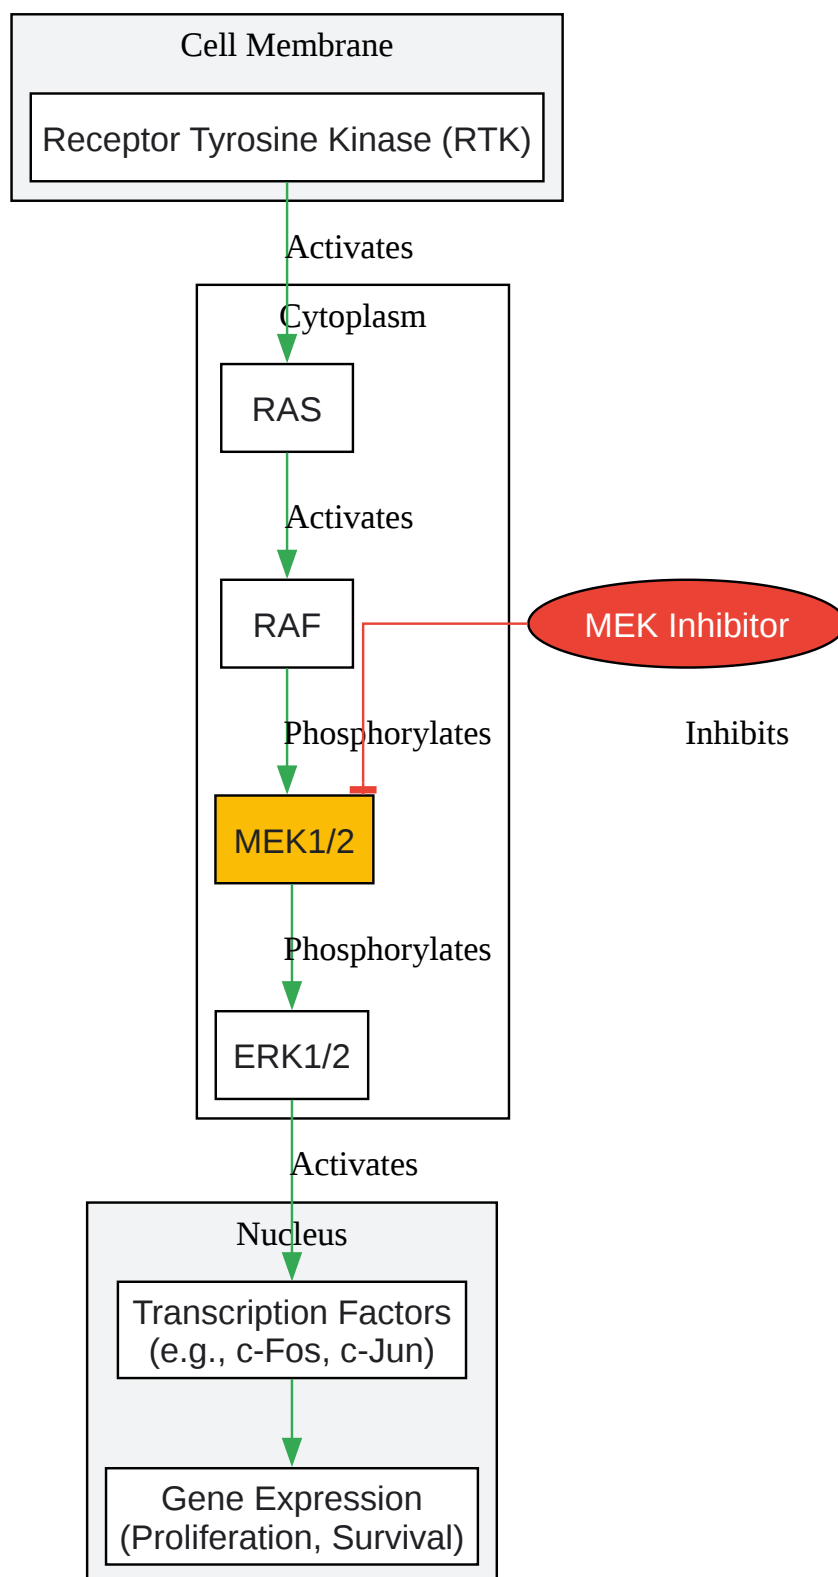 Cell Membrane
Receptor Tyrosine Kinase (RTK)
Activates
Cytoplasm
RAS
Activates
RAF
MEK Inhibitor
Phosphorylates
Inhibits
MEK1/2
Phosphorylates
ERK1/2
Activates
Nucleus
Transcription Factors
(e.g., c-Fos, c-Jun)
Gene Expression
(Proliferation, Survival)